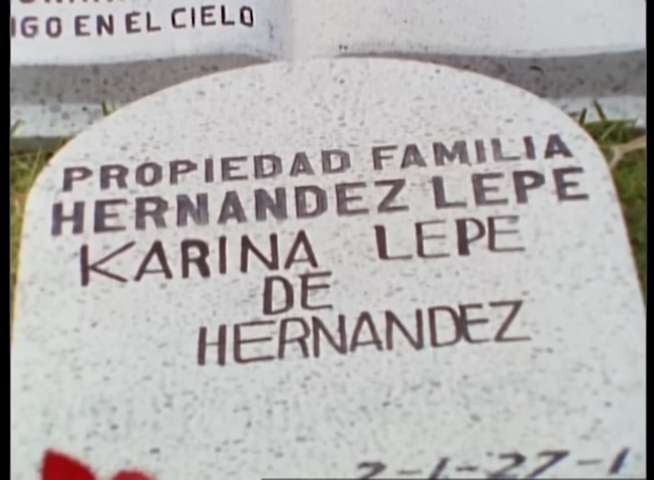 IGO EN EL CIELO
PROPIEDAD FAMILIA
HERNANDEZ LEPE
KARINA LEPE
DE
HERNANDEZ
2-1-27-1